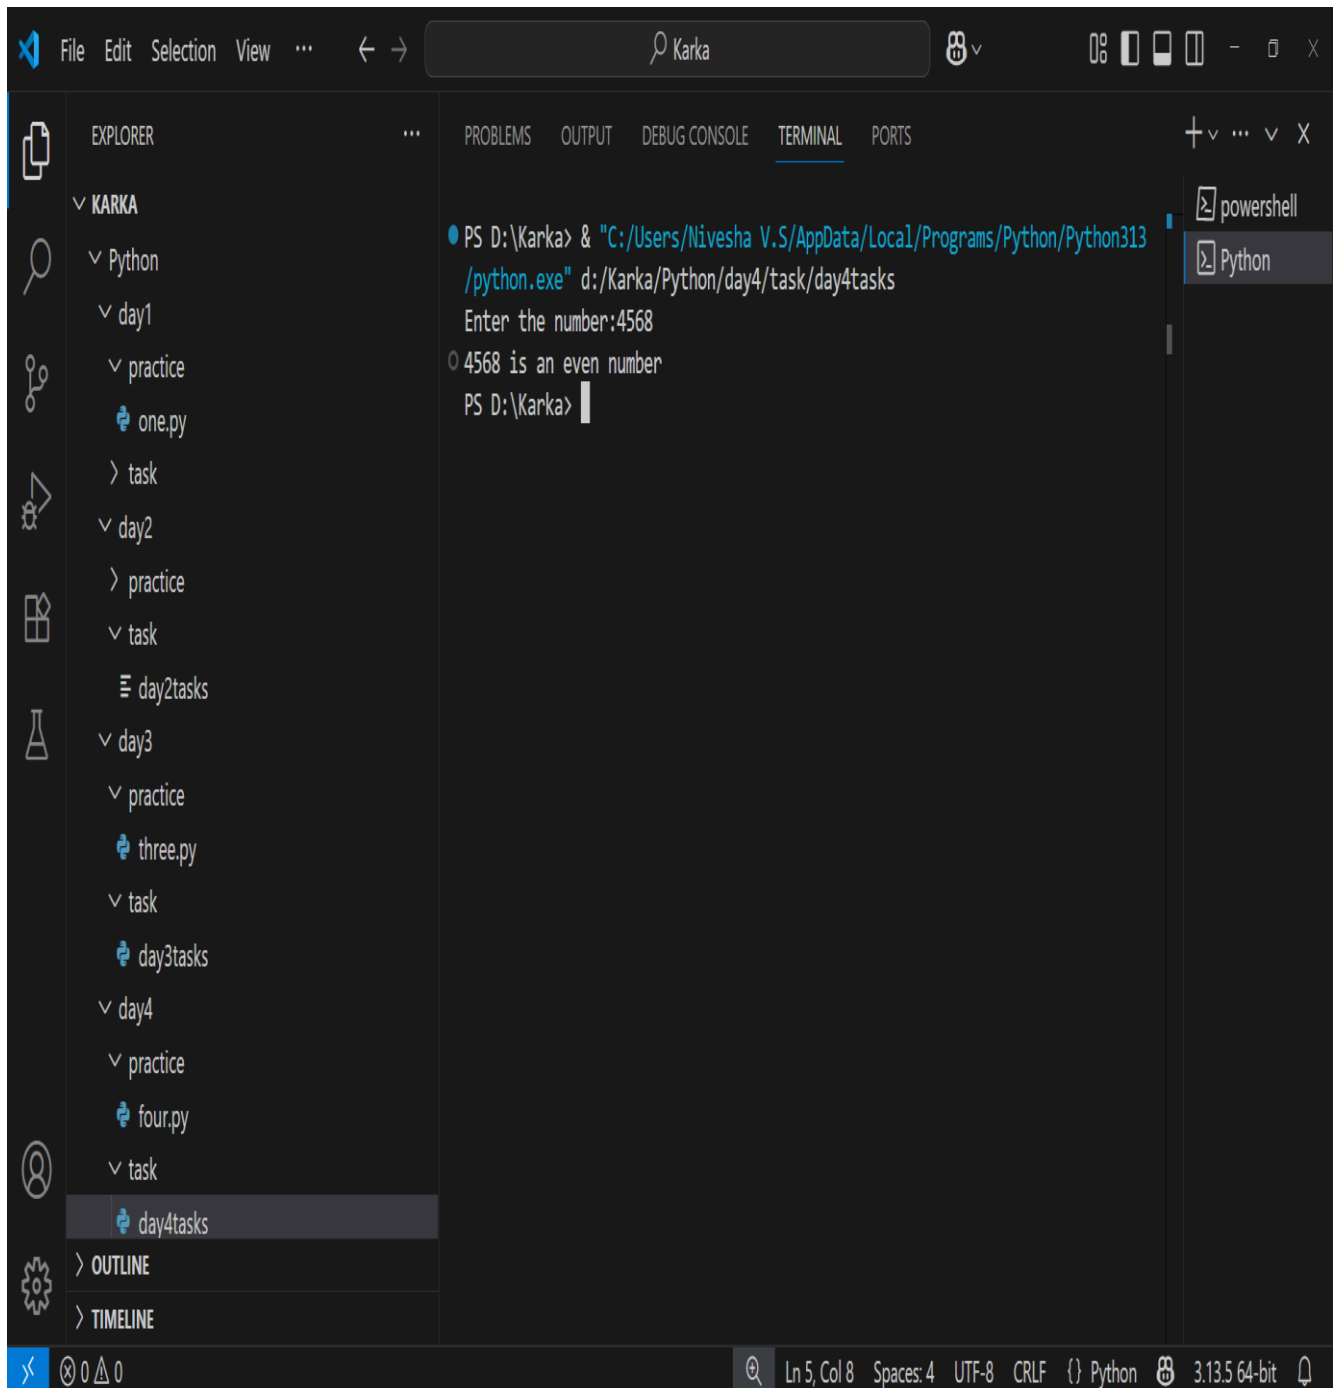 File Edit Selection View ··· Karka
EXPLORER ···
KARKA
Python
day1
practice
one.py
task
day2
practice
task
day2tasks
day3
practice
three.py
task
day3tasks
day4
practice
four.py
task
day4tasks
OUTLINE
TIMELINE
PROBLEMS OUTPUT DEBUG CONSOLE TERMINAL PORTS
PS D:\Karka> & "C:/Users/Nivesha V.S/AppData/Local/Programs/Python/Python313
/python.exe" d:/Karka/Python/day4/task/day4tasks
Enter the number:4568
4568 is an even number
PS D:\Karka>
powershell
Python
0 0 Ln 5, Col 8 Spaces: 4 UTF-8 CRLF {} Python 3.13.5 64-bit